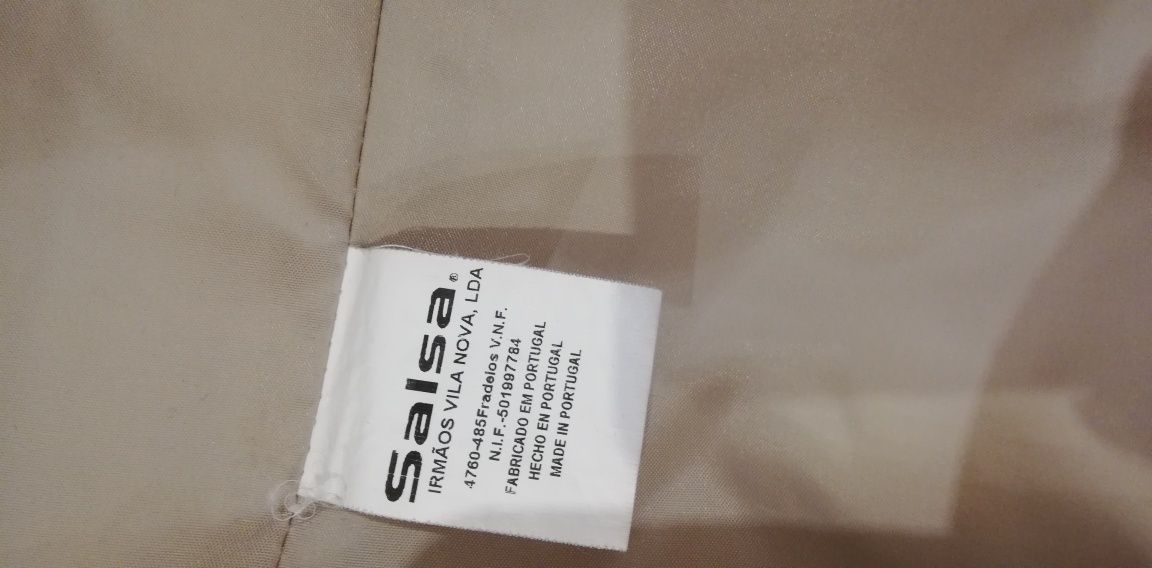 Salsa®
IRMÃOS VILA NOVA, LDA
4760-485Fradelos V.N.F.
N.I.F.-501997784
FABRICADO EM PORTUGAL
HECHO EN PORTUGAL
MADE IN PORTUGAL